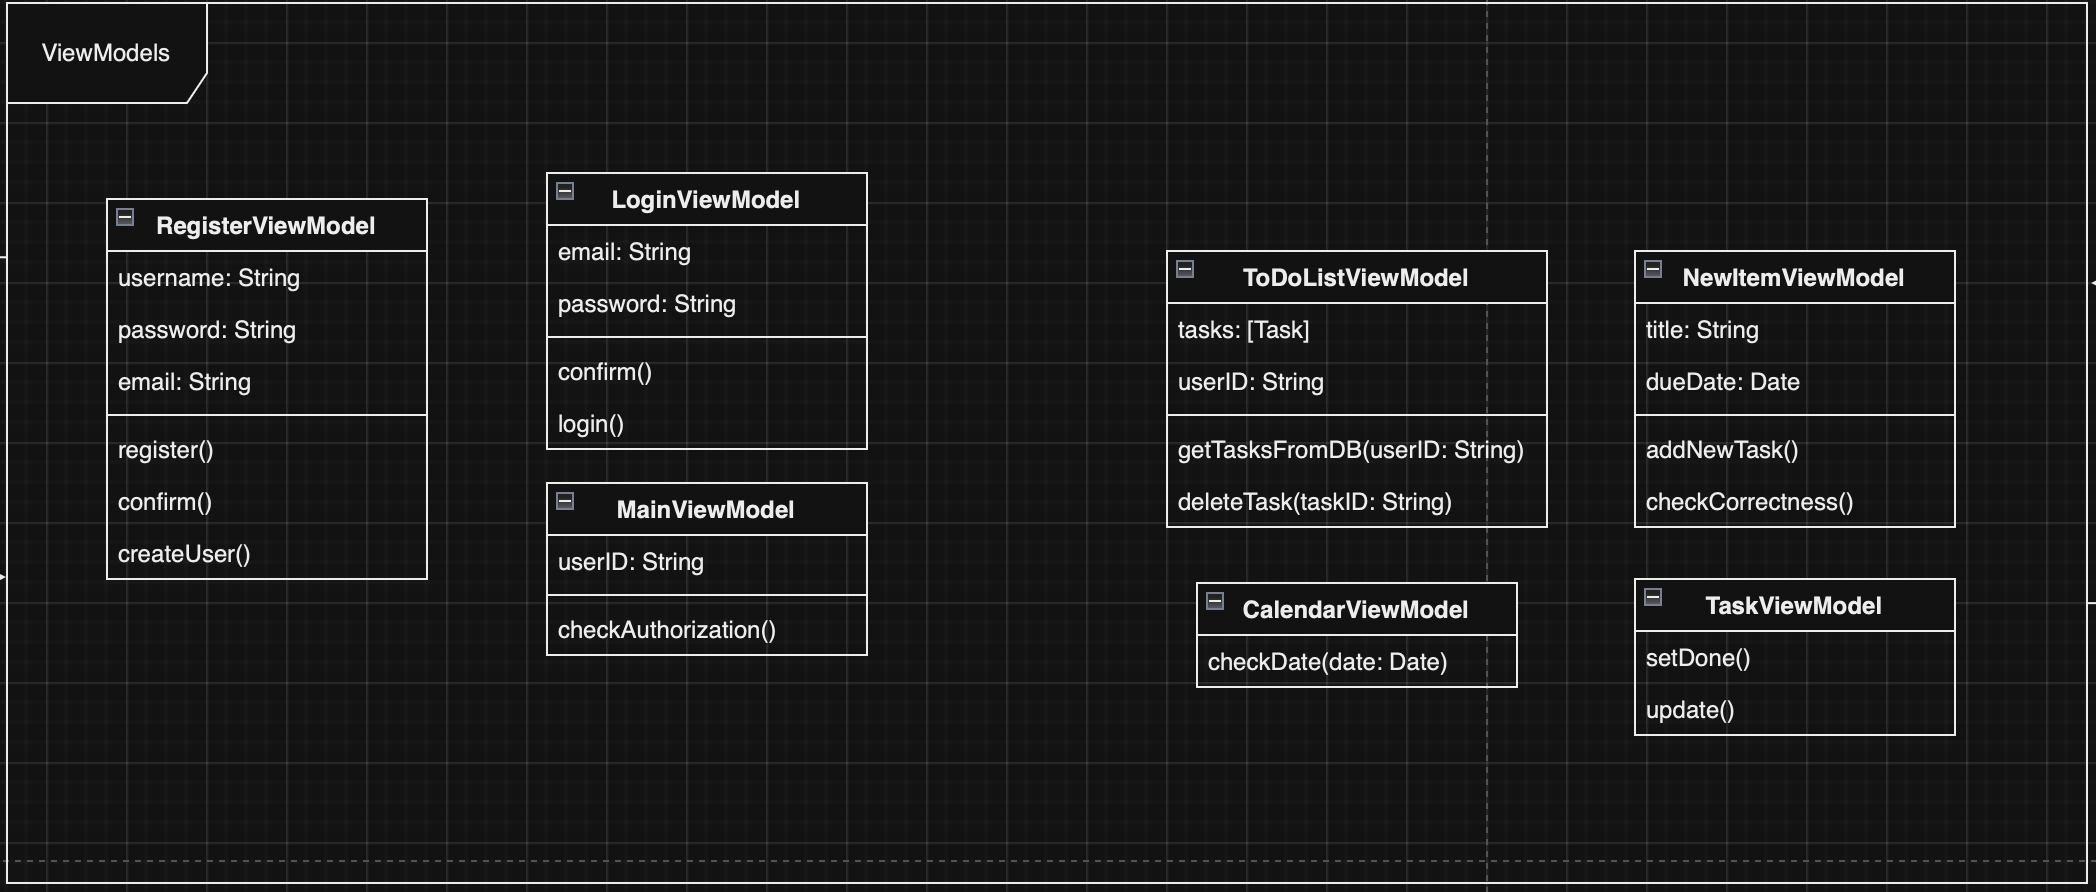 ViewModels
RegisterViewModel
username: String
password: String
email: String
register()
confirm()
createUser()
LoginViewModel
email: String
password: String
confirm()
login()
MainViewModel
userID: String
checkAuthorization()
ToDoListViewModel
tasks: [Task]
userID: String
getTasksFromDB(userID: String)
deleteTask(taskID: String)
CalendarViewModel
checkDate(date: Date)
NewItemViewModel
title: String
dueDate: Date
addNewTask()
checkCorrectness()
TaskViewModel
setDone()
update()